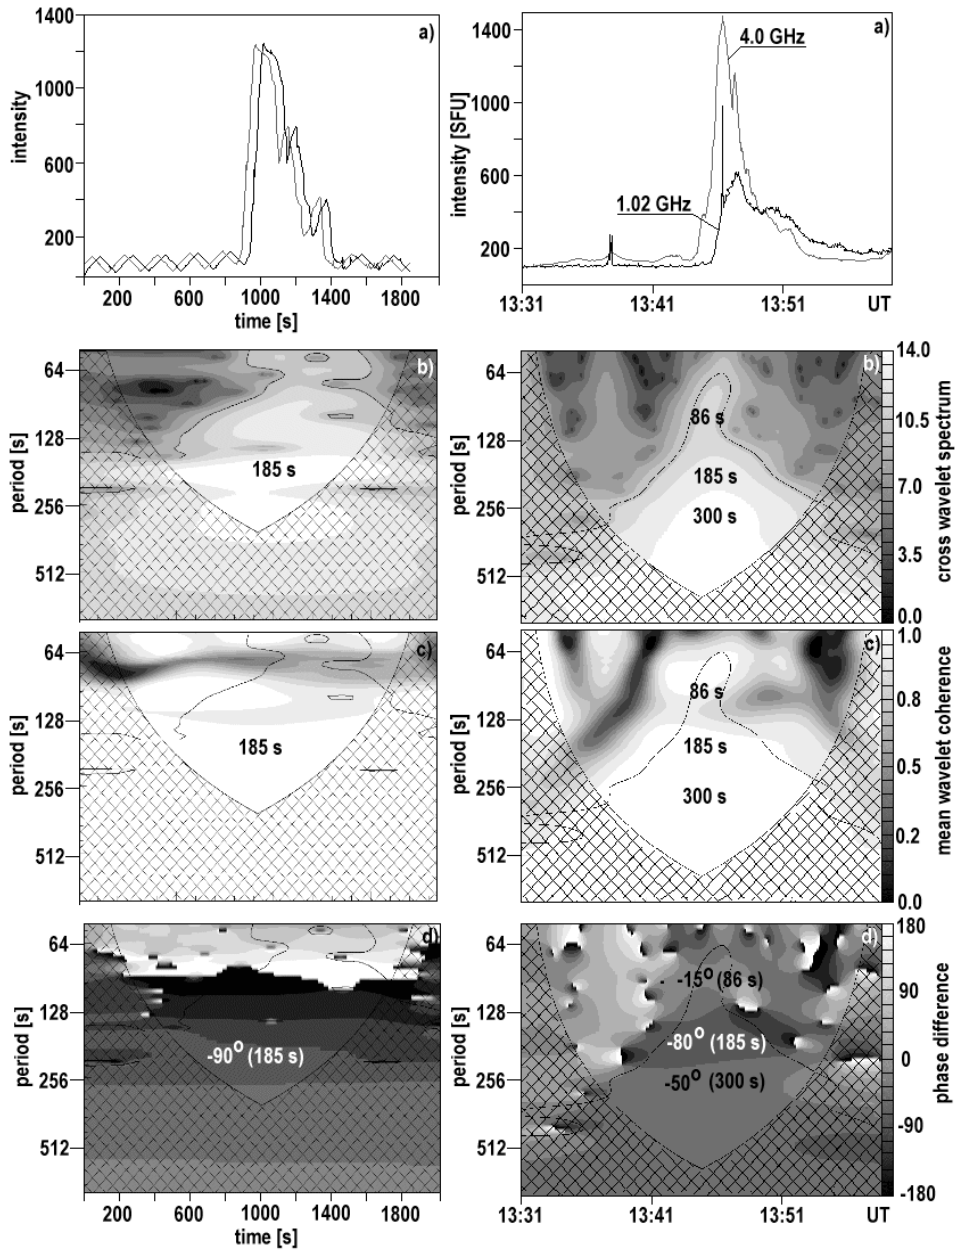 a)
1400
1000
600
200
intensity
200
600
1000
1400
1800
time [s]
a)
1400
1000
600
200
intensity [SFU]
4.0 GHz
1.02 GHz
13:31
13:41
13:51
UT
b)
64
128
256
512
period [s]
185 s
b)
64
128
256
512
period [s]
86 s
185 s
300 s
14.0
10.5
7.0
3.5
0.0
cross wavelet spectrum
c)
64
128
256
512
period [s]
185 s
c)
64
128
256
512
period [s]
86 s
185 s
300 s
1.0
0.8
0.5
0.2
0.0
mean wavelet coherence
d)
64
128
256
512
period [s]
-90° (185 s)
200
600
1000
1400
1800
time [s]
d)
64
128
256
512
period [s]
-15° (86 s)
-80° (185 s)
-50° (300 s)
13:31
13:41
13:51
UT
180
90
0
-90
-180
phase difference